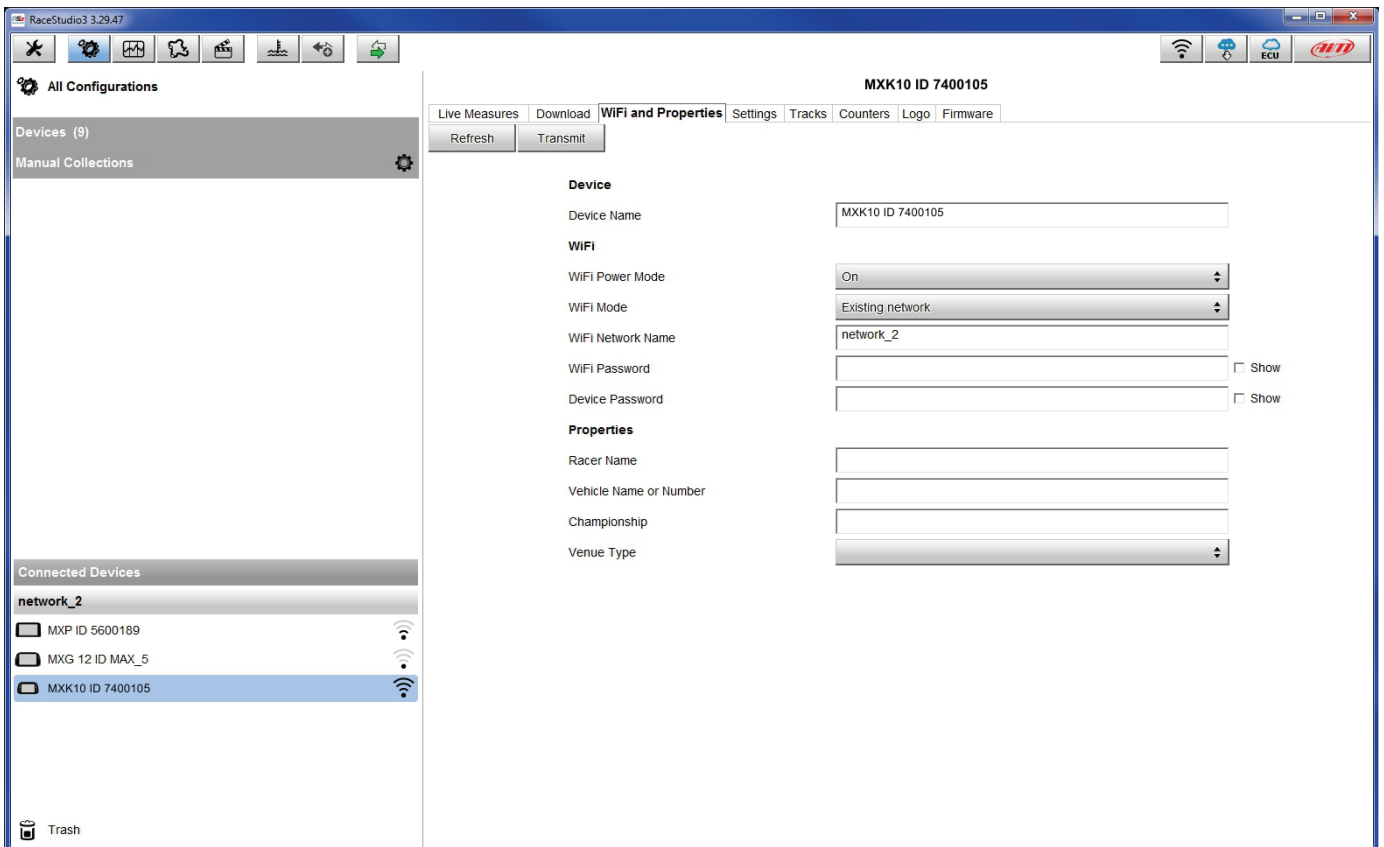 RaceStudio3 3.29.47
ECU
AiM
All Configurations
Devices (9)
Manual Collections
MXK10 ID 7400105
Live Measures Download WiFi and Properties Settings Tracks Counters Logo Firmware
Refresh Transmit
Device
Device Name MXK10 ID 7400105
WiFi
WiFi Power Mode On
WiFi Mode Existing network
WiFi Network Name network_2
WiFi Password Show
Device Password Show
Properties
Racer Name
Vehicle Name or Number
Championship
Venue Type
Connected Devices
network_2
MXP ID 5600189
MXG 12 ID MAX_5
MXK10 ID 7400105
Trash